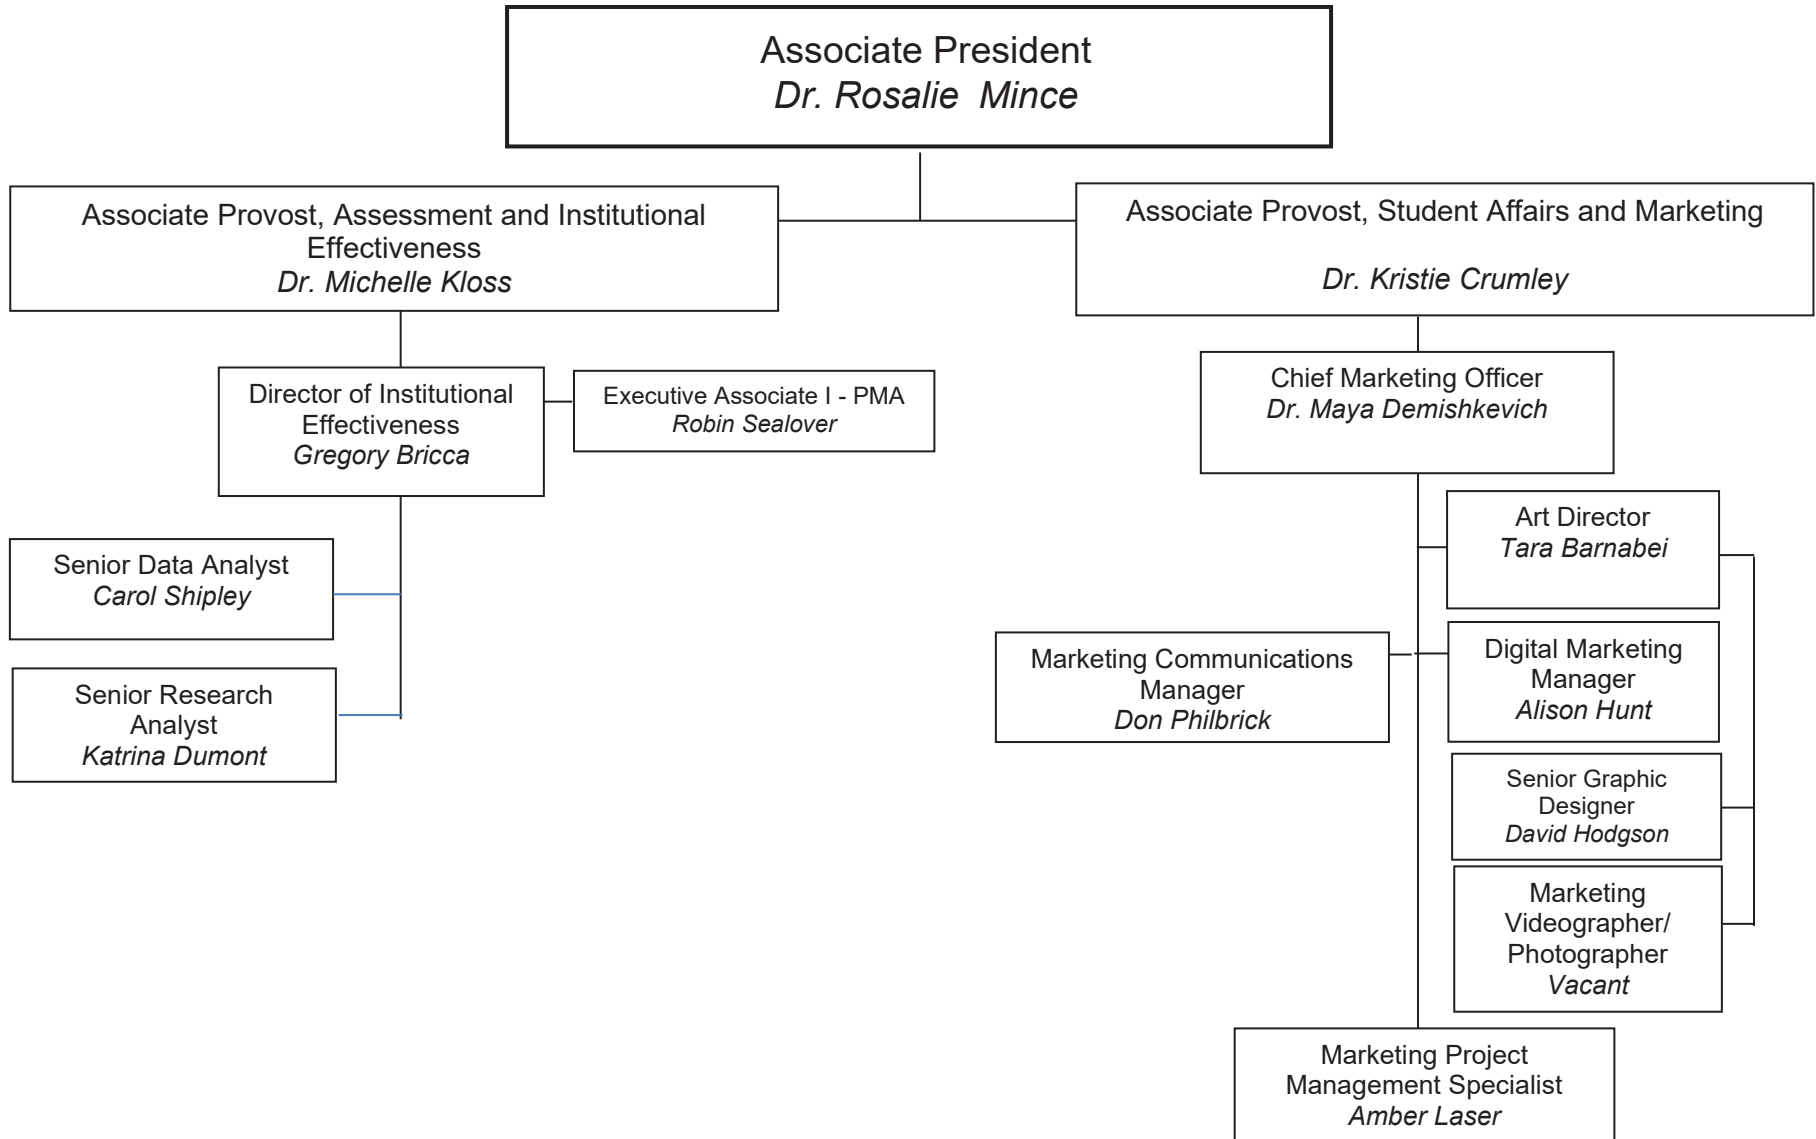 Associate President
Dr. Rosalie  Mince
Associate Provost, Assessment and Institutional
Effectiveness
Dr. Michelle Kloss
Associate Provost, Student Affairs and Marketing
Dr. Kristie Crumley
Director of Institutional
Effectiveness
Gregory Bricca
Executive Associate I - PMA
Robin Sealover
Chief Marketing Officer
Dr. Maya Demishkevich
Senior Data Analyst
Carol Shipley
Senior Research
Analyst
Katrina Dumont
Art Director
Tara Barnabei
Marketing Communications
Manager
Don Philbrick
Digital Marketing
Manager
Alison Hunt
Senior Graphic
Designer
David Hodgson
Marketing
Videographer/
Photographer
Vacant
Marketing Project
Management Specialist
Amber Laser